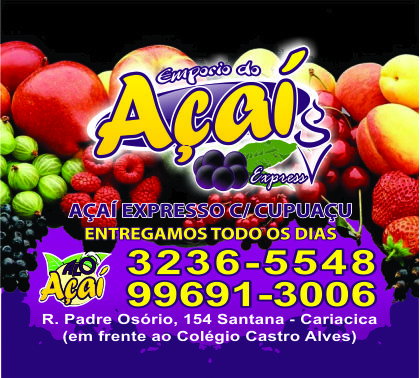 Emporio do
Açaí
Express
AÇAÍ EXPRESSO C/ CUPUAÇU
ENTREGAMOS TODO OS DIAS
Açaí
3236-5548
99691-3006
R. Padre Osório, 154 Santana - Cariacica
(em frente ao Colégio Castro Alves)